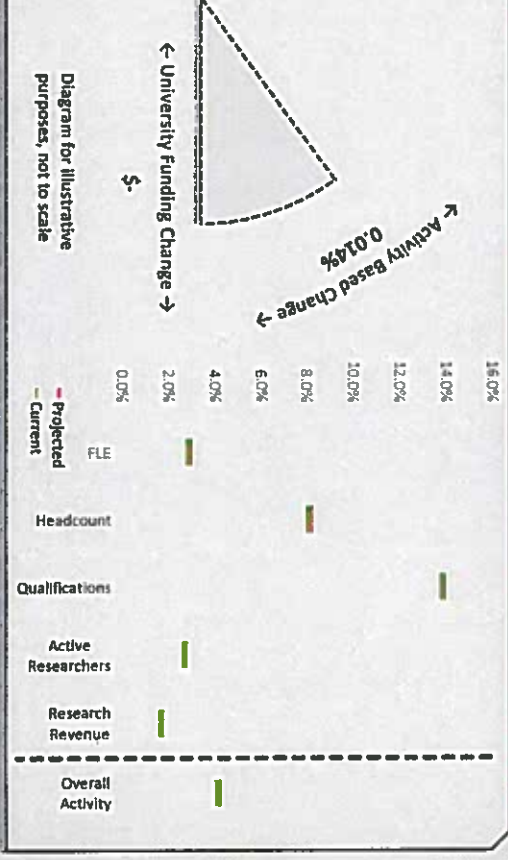 ← University Funding Change →
$-
Diagram for illustrative
purposes, not to scale
← Activity Based Change →
0.014%
16.0%
14.0%
12.0%
10.0%
8.0%
6.0%
4.0%
2.0%
0.0%
Projected
Current
FLE
Headcount
Qualifications
Active
Researchers
Research
Revenue
Overall
Activity